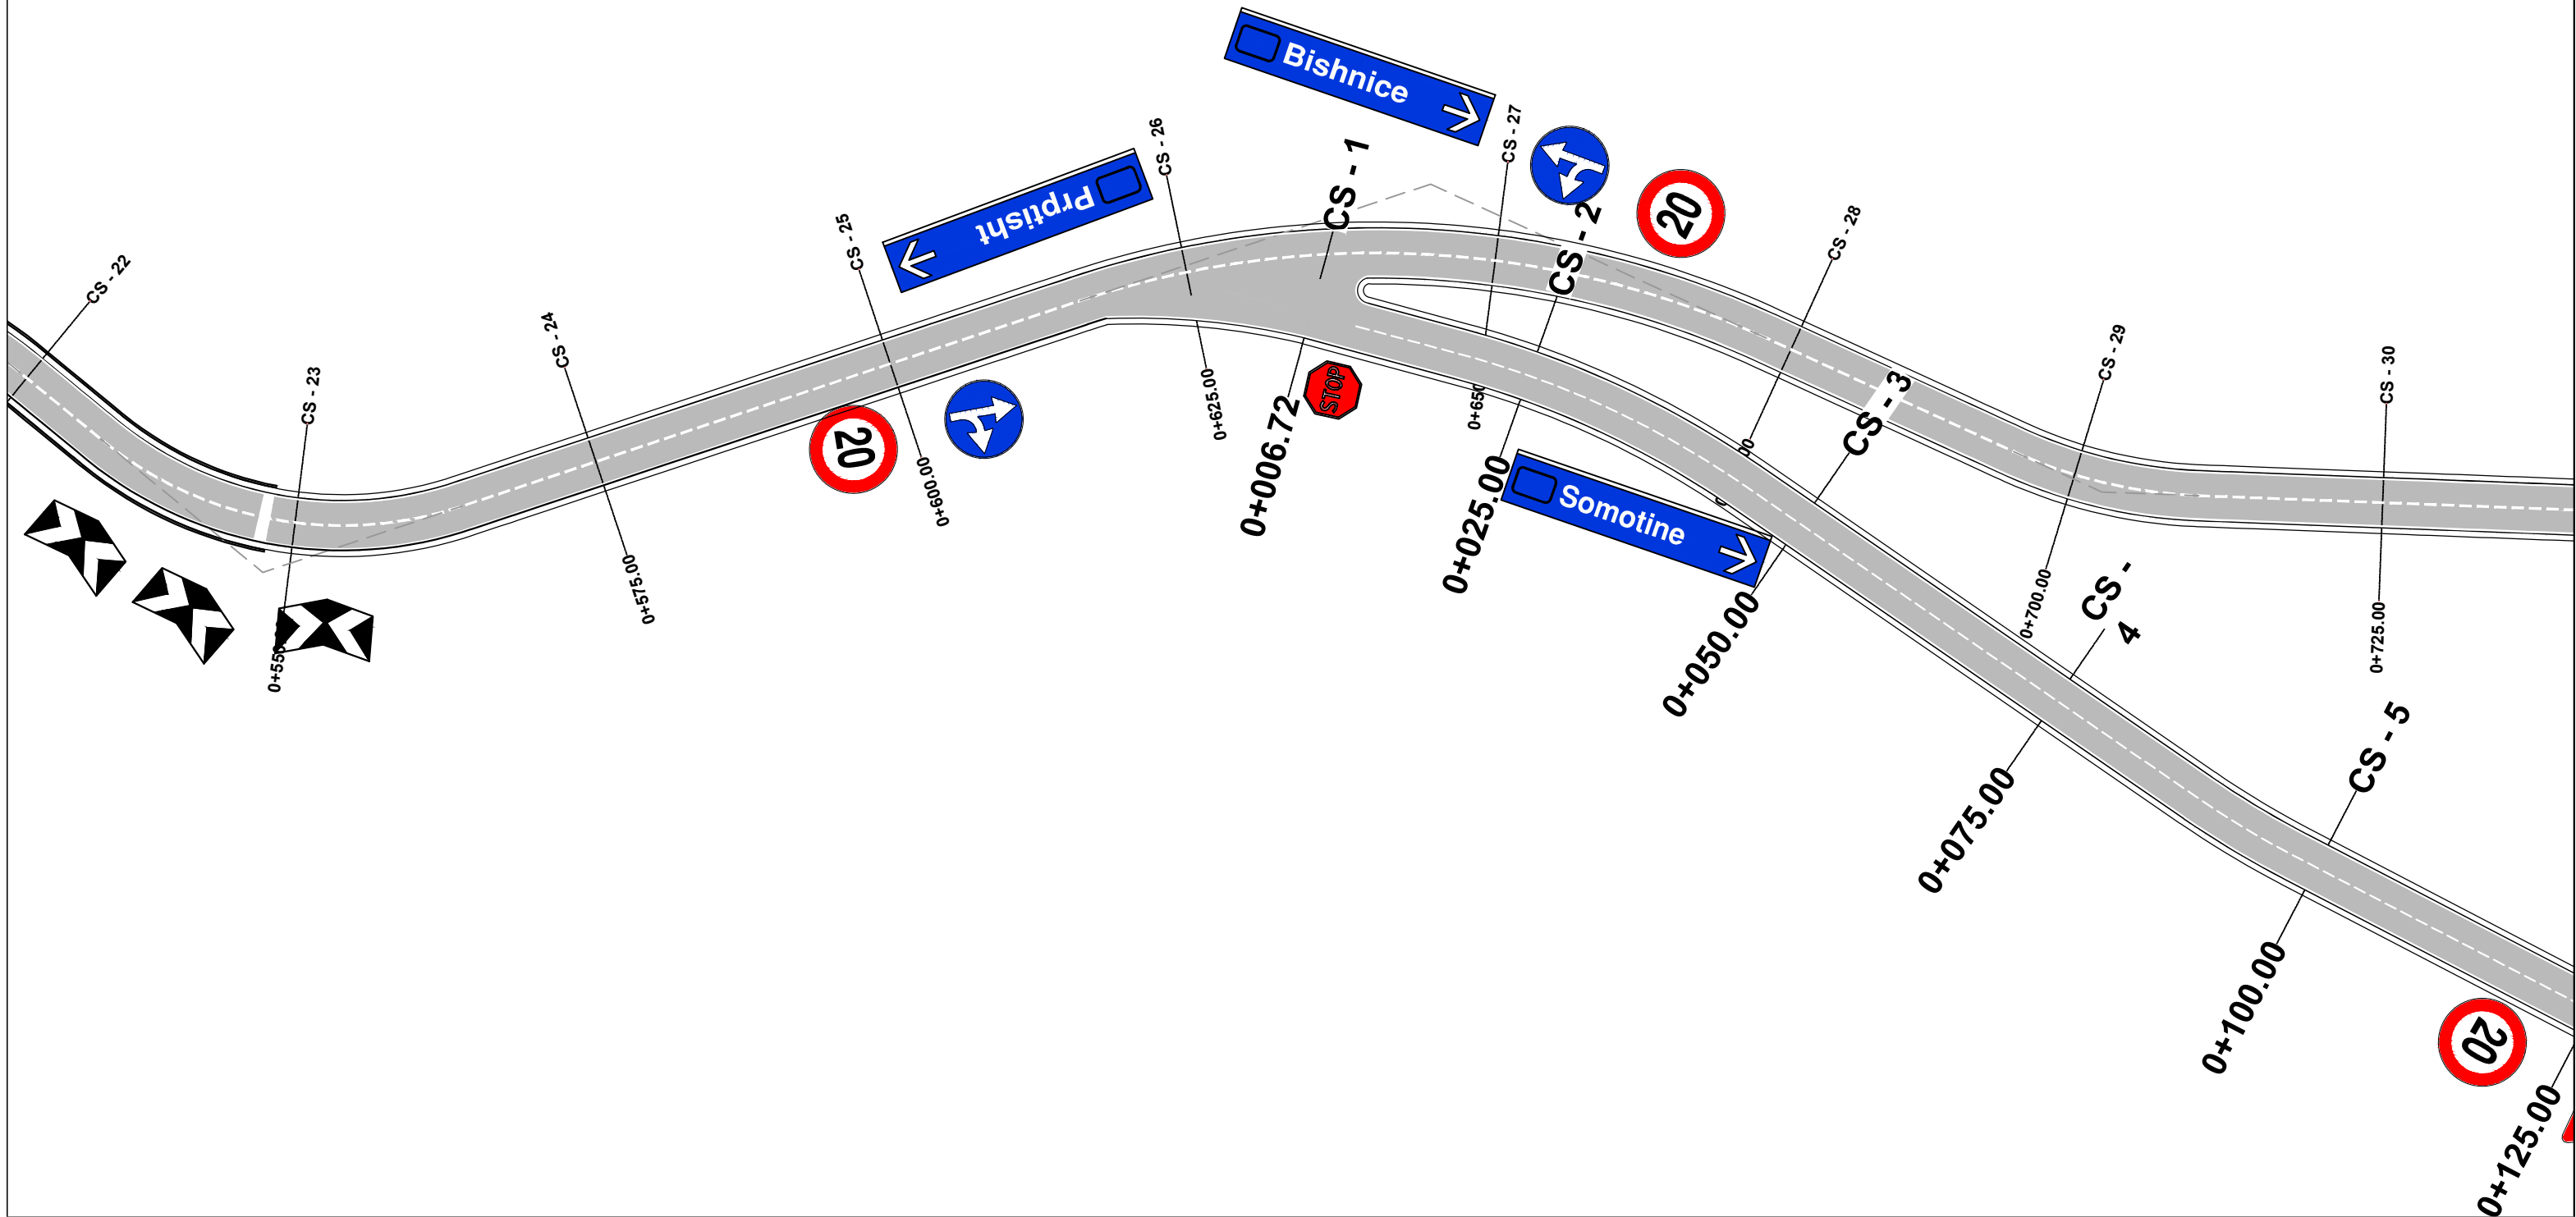 Bishnice
CS - 27
CS - 26
CS - 1
Prptisht
CS - 2
20
CS - 28
CS - 25
CS - 22
CS - 24
CS - 23
CS - 29
CS - 30
CS - 3
STOP
0+625.00
0+650
20
0+006.72
0+600.00
0+025.00
Somotine
0+575.00
0+050.00
0+700.00
CS -
4
0+725.00
CS - 5
0+075.00
0+100.00
20
0+125.00